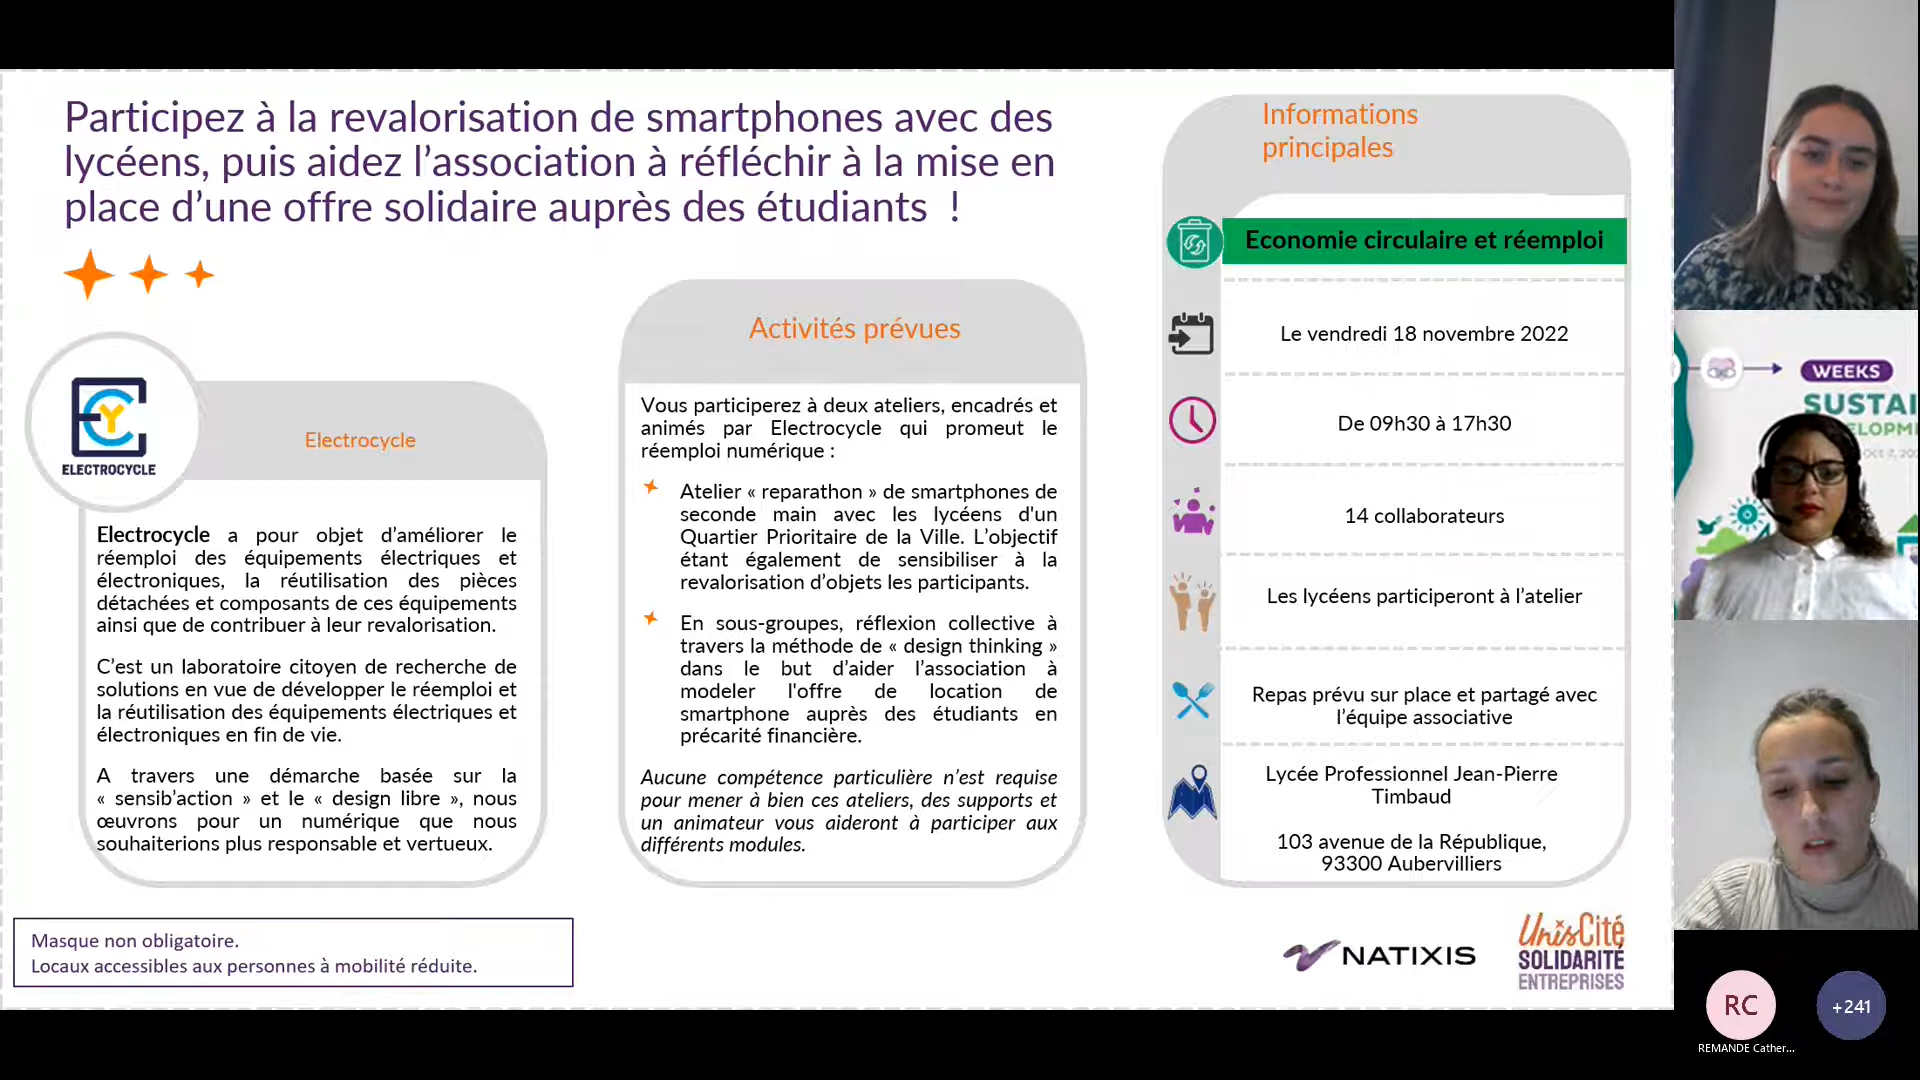 Participez à la revalorisation de smartphones avec des
lycéens, puis aidez l’association à réfléchir à la mise en
place d’une offre solidaire auprès des étudiants !
ELECTROCYCLE
Electrocycle
Electrocycle a pour objet d’améliorer le
réemploi des équipements électriques et
électroniques, la réutilisation des pièces
détachées et composants de ces équipements
ainsi que de contribuer à leur revalorisation.
C’est un laboratoire citoyen de recherche de
solutions en vue de développer le réemploi et
la réutilisation des équipements électriques et
électroniques en fin de vie.
A travers une démarche basée sur la
« sensib’action » et le « design libre », nous
œuvrons pour un numérique que nous
souhaiterions plus responsable et vertueux.
Activités prévues
Vous participerez à deux ateliers, encadrés et
animés par Electrocycle qui promeut le
réemploi numérique :
Atelier « reparathon » de smartphones de
seconde main avec les lycéens d'un
Quartier Prioritaire de la Ville. L’objectif
étant également de sensibiliser à la
revalorisation d’objets les participants.
En sous-groupes, réflexion collective à
travers la méthode de « design thinking »
dans le but d’aider l’association à
modeler l'offre de location de
smartphone auprès des étudiants en
précarité financière.
Aucune compétence particulière n’est requise
pour mener à bien ces ateliers, des supports et
un animateur vous aideront à participer aux
différents modules.
Informations
principales
Economie circulaire et réemploi
Le vendredi 18 novembre 2022
De 09h30 à 17h30
14 collaborateurs
Les lycéens participeront à l’atelier
Repas prévu sur place et partagé avec
l’équipe associative
Lycée Professionnel Jean-Pierre
Timbaud
103 avenue de la République,
93300 Aubervilliers
Masque non obligatoire.
Locaux accessibles aux personnes à mobilité réduite.
NATIXIS
UnisCité
SOLIDARITÉ
ENTREPRISES
WEEKS
SUSTAI
ELOPM
Oct 7, 20
RC
+241
REMANDE Cather...